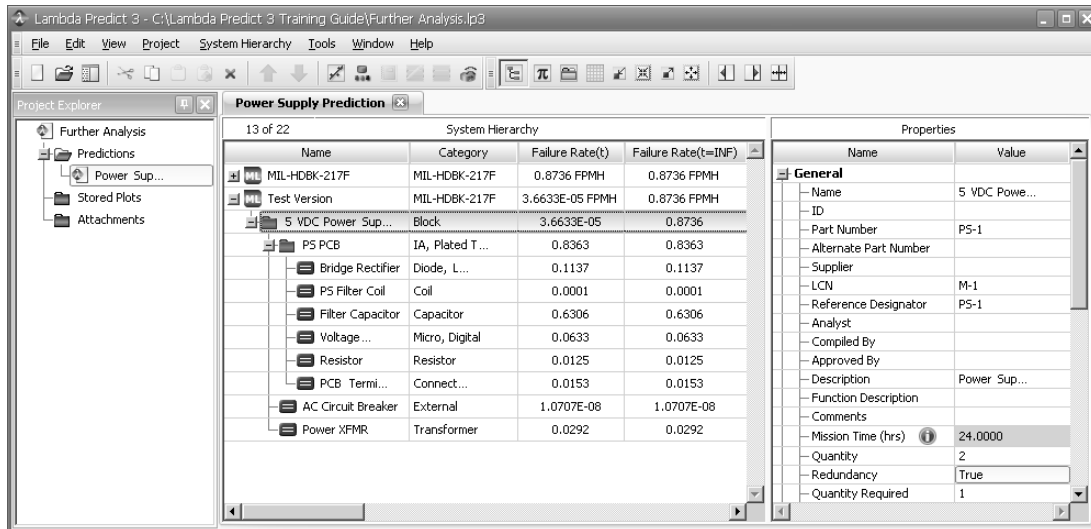 Lambda Predict 3 - C:\Lambda Predict 3 Training Guide\Further Analysis.lp3
File Edit View Project System Hierarchy Tools Window Help
Project Explorer
Further Analysis
Predictions
Power Sup...
Stored Plots
Attachments
Power Supply Prediction
13 of 22 System Hierarchy
Name Category Failure Rate(t) Failure Rate(t=INF)
ML MIL-HDBK-217F MIL-HDBK-217F 0.8736 FPMH 0.8736 FPMH
ML Test Version MIL-HDBK-217F 3.6633E-05 FPMH 0.8736 FPMH
5 VDC Power Sup... Block 3.6633E-05 0.8736
PS PCB IA, Plated T... 0.8363 0.8363
Bridge Rectifier Diode, L... 0.1137 0.1137
PS Filter Coil Coil 0.0001 0.0001
Filter Capacitor Capacitor 0.6306 0.6306
Voltage ... Micro, Digital 0.0633 0.0633
Resistor Resistor 0.0125 0.0125
PCB Termi... Connect... 0.0153 0.0153
AC Circuit Breaker External 1.0707E-08 1.0707E-08
Power XFMR Transformer 0.0292 0.0292
Properties
Name Value
General
Name 5 VDC Powe...
ID
Part Number PS-1
Alternate Part Number
Supplier
LCN M-1
Reference Designator PS-1
Analyst
Compiled By
Approved By
Description Power Sup...
Function Description
Comments
Mission Time (hrs) 24.0000
Quantity 2
Redundancy True
Quantity Required 1